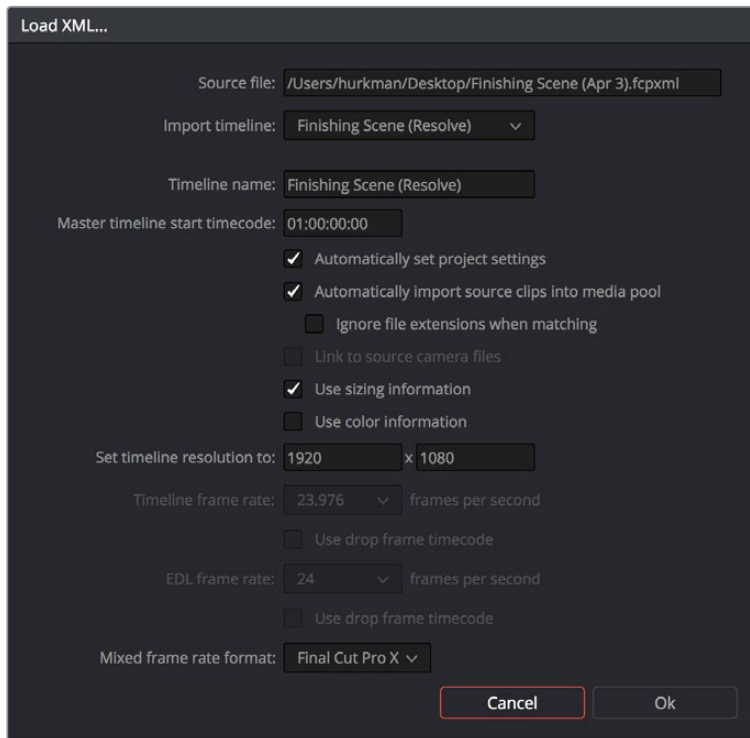 Load XML...
Source file: /Users/hurkman/Desktop/Finishing Scene (Apr 3).fcpxml
Import timeline: Finishing Scene (Resolve)
Timeline name: Finishing Scene (Resolve)
Master timeline start timecode: 01:00:00:00
Automatically set project settings
Automatically import source clips into media pool
Ignore file extensions when matching
Link to source camera files
Use sizing information
Use color information
Set timeline resolution to: 1920 x 1080
Timeline frame rate: 23.976 frames per second
Use drop frame timecode
EDL frame rate: 24 frames per second
Use drop frame timecode
Mixed frame rate format: Final Cut Pro X
Cancel Ok